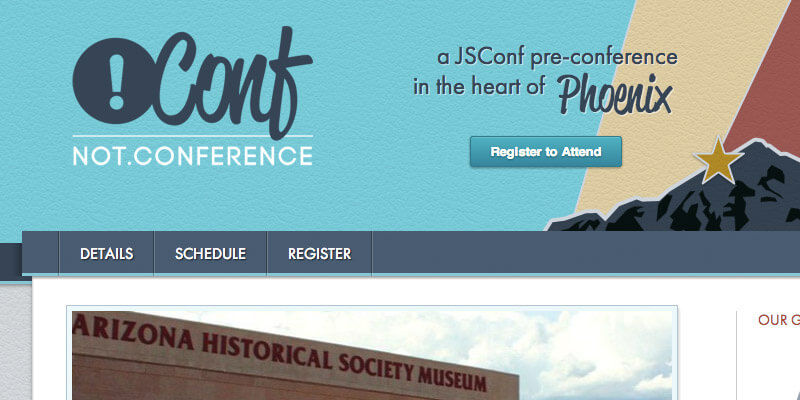 !Conf
NOT.CONFERENCE
a JSConf pre-conference
in the heart of Phoenix
Register to Attend
DETAILS
SCHEDULE
REGISTER
ARIZONA HISTORICAL SOCIETY MUSEUM
OUR G